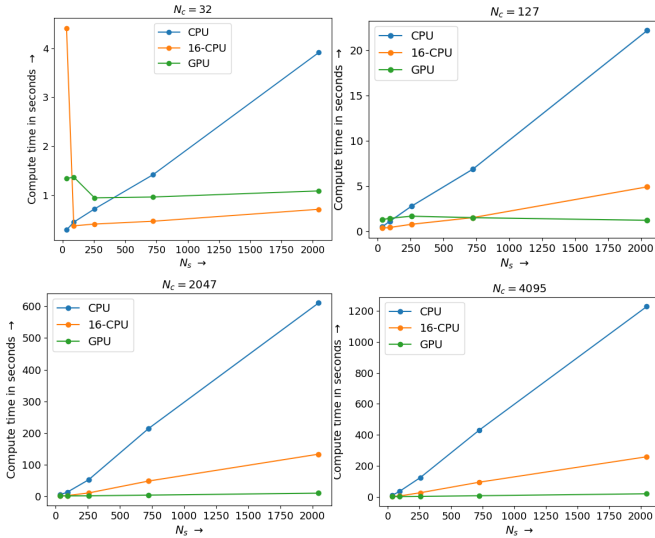 N_c = 32
Compute time in seconds →
4
3
2
1
CPU
16-CPU
GPU
0 250 500 750 1000 1250 1500 1750 2000
N_s →
N_c = 127
Compute time in seconds →
20
15
10
5
0
CPU
16-CPU
GPU
0 250 500 750 1000 1250 1500 1750 2000
N_s →
N_c = 2047
Compute time in seconds →
600
500
400
300
200
100
0
CPU
16-CPU
GPU
0 250 500 750 1000 1250 1500 1750 2000
N_s →
N_c = 4095
Compute time in seconds →
1200
1000
800
600
400
200
0
CPU
16-CPU
GPU
0 250 500 750 1000 1250 1500 1750 2000
N_s →